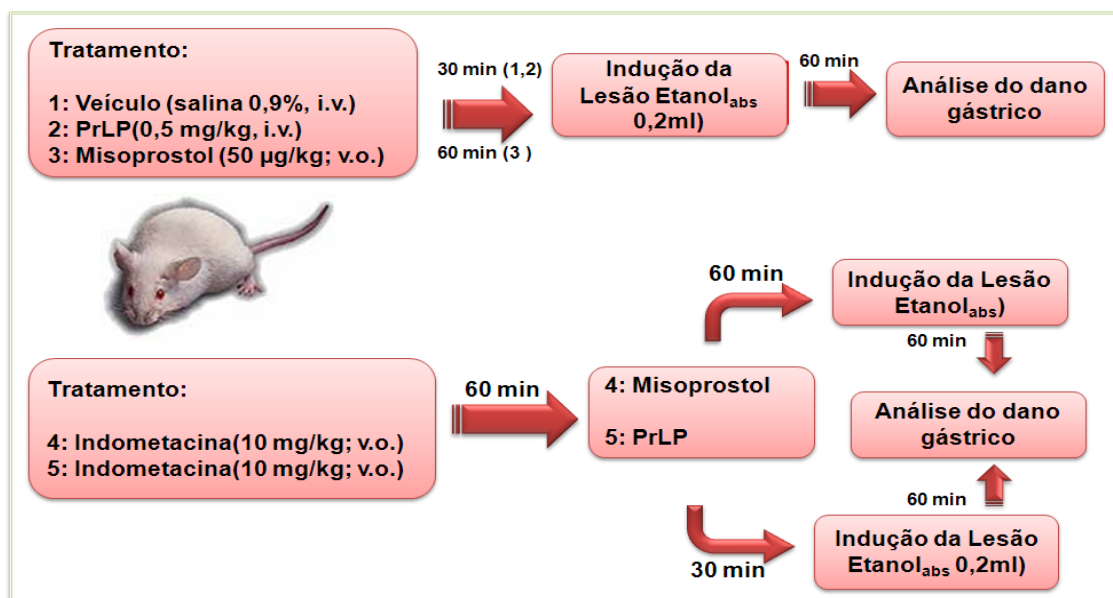 Tratamento:
1: Veículo (salina 0,9%, i.v.)
2: PrLP(0,5 mg/kg, i.v.)
3: Misoprostol (50 µg/kg; v.o.)
30 min (1,2)
60 min (3 )
Indução da
Lesão Etanolabs
0,2ml)
60 min
Análise do dano
gástrico
Tratamento:
4: Indometacina(10 mg/kg; v.o.)
5: Indometacina(10 mg/kg; v.o.)
60 min
4: Misoprostol
5: PrLP
60 min
Indução da Lesão
Etanolabs)
60 min
Análise do dano
gástrico
60 min
30 min
Indução da Lesão
Etanolabs 0,2ml)